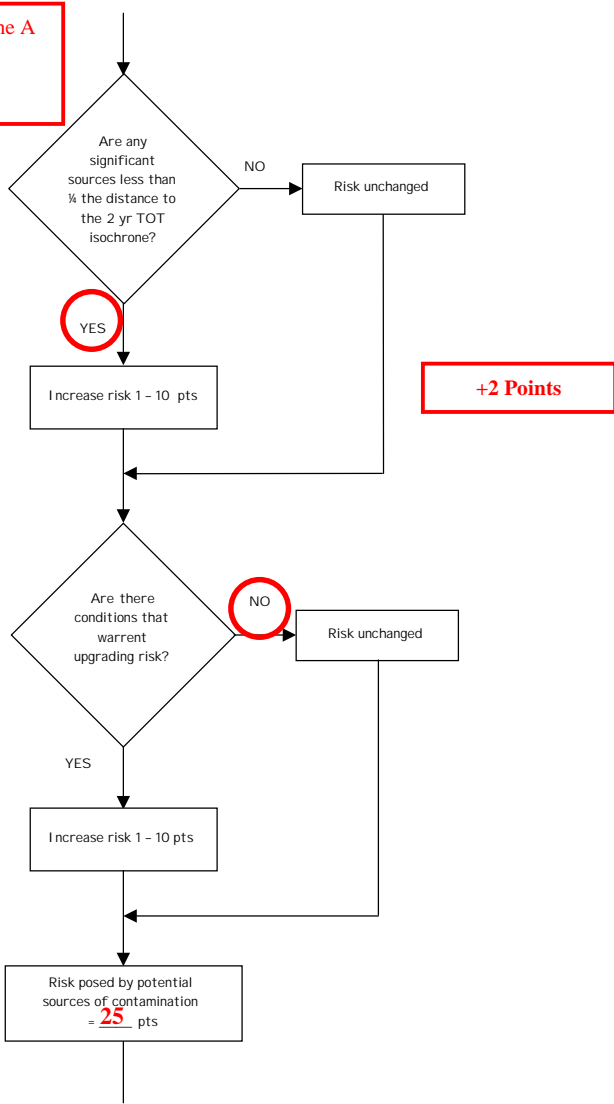 A
Are any
significant
sources less than
¼ the distance to
the 2 yr TOT
isochrone?
NO
Risk unchanged
YES
Increase risk 1 – 10 pts
+2 Points
Are there
conditions that
warrent
upgrading risk?
NO
Risk unchanged
YES
Increase risk 1 – 10 pts
Risk posed by potential
sources of contamination
= 25 pts